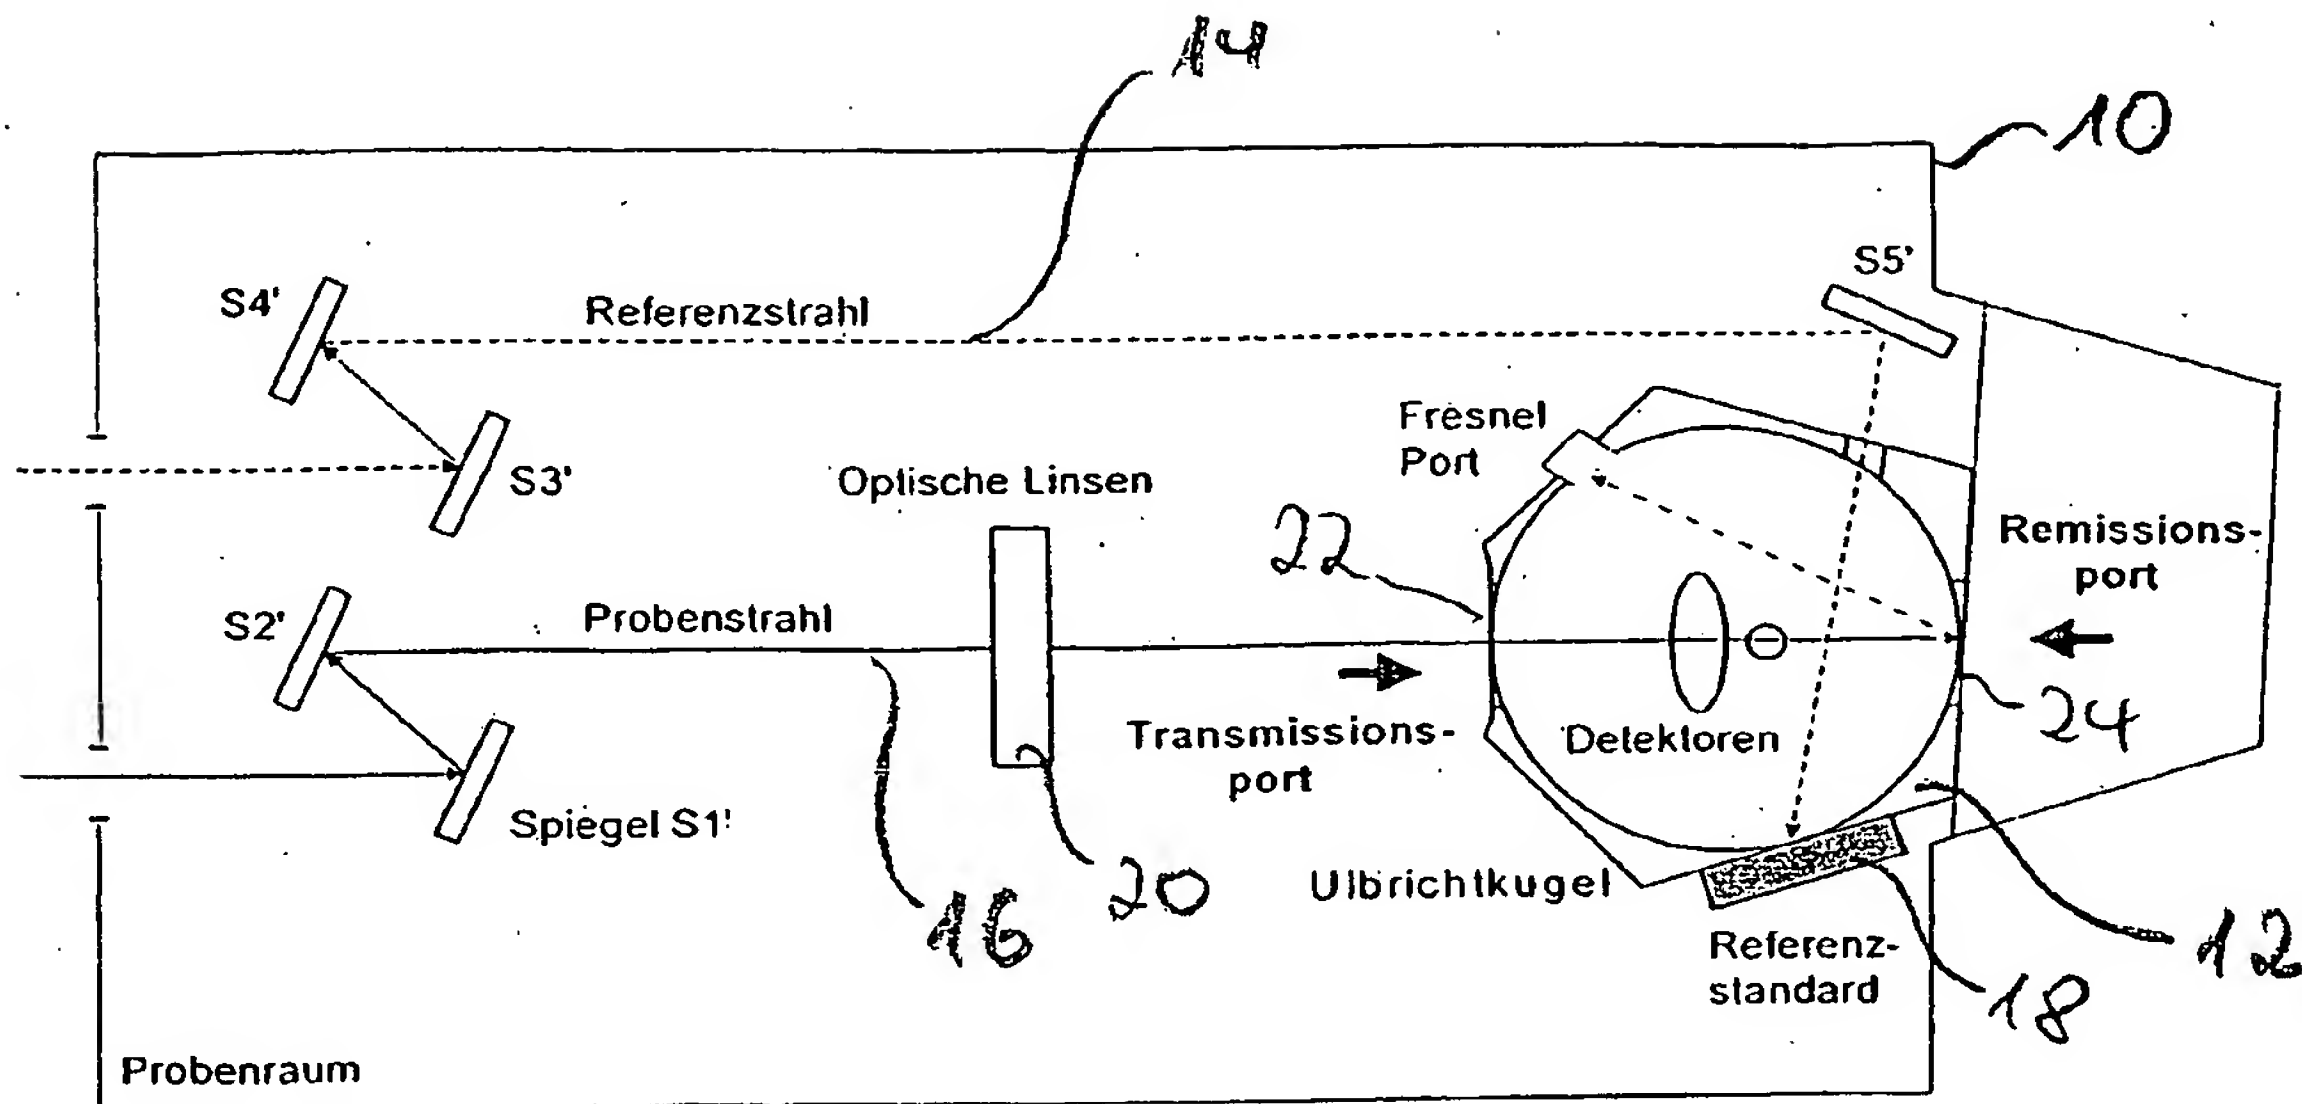 14
10
S5'
S4'
Referenzstrahl
Fresnel
Port
S3'
Optische Linsen
22
Remissions-
port
S2'
Probenstrahl
24
Transmissions-
port
Detektoren
Spiegel S1'
20
Ulbrichtkugel
16
12
Referenz-
standard
18
Probenraum